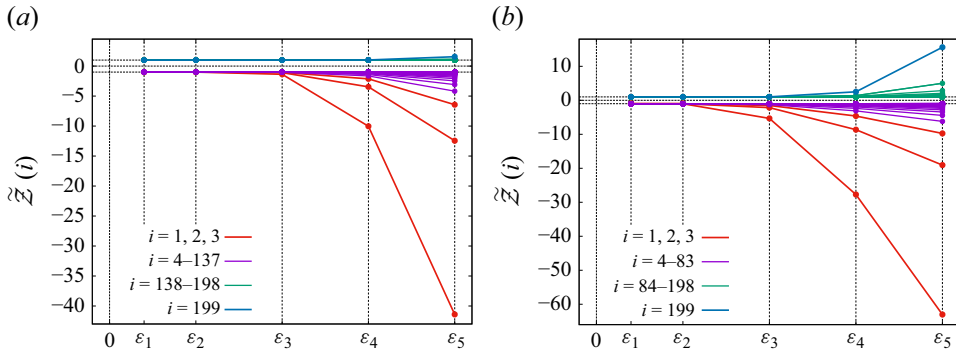 (a)
0
−5
−10
−15
−20
−25
−30
−35
−40
Z̃ (i)
i = 1, 2, 3
i = 4–137
i = 138–198
i = 199
0 ε1 ε2 ε3 ε4 ε5
(b)
10
0
−10
−20
−30
−40
−50
−60
Z̃ (i)
i = 1, 2, 3
i = 4–83
i = 84–198
i = 199
0 ε1 ε2 ε3 ε4 ε5